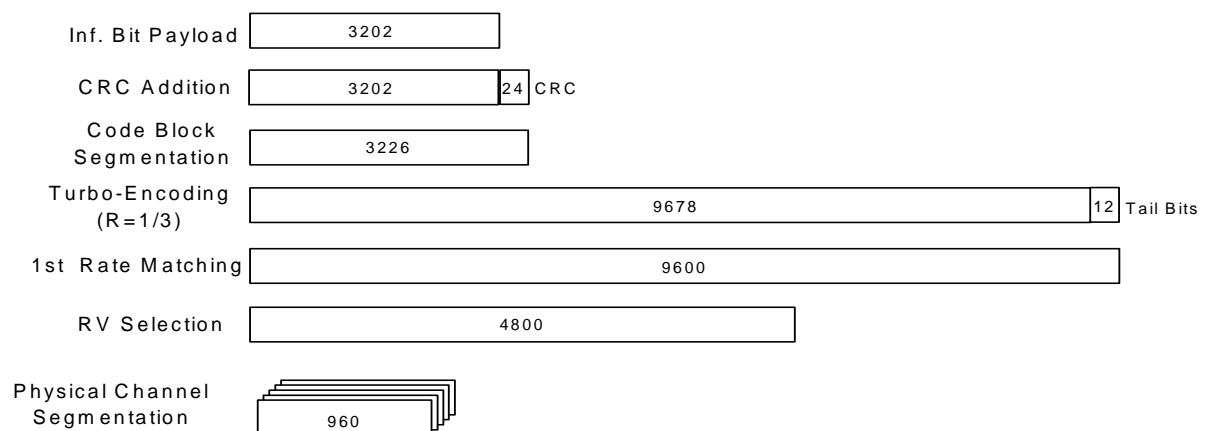 Inf. Bit Payload
3202
CRC Addition
3202
24
CRC
Code Block
Segmentation
3226
Turbo-Encoding
(R=1/3)
9678
12
Tail Bits
1st Rate Matching
9600
RV Selection
4800
Physical Channel
Segmentation
960